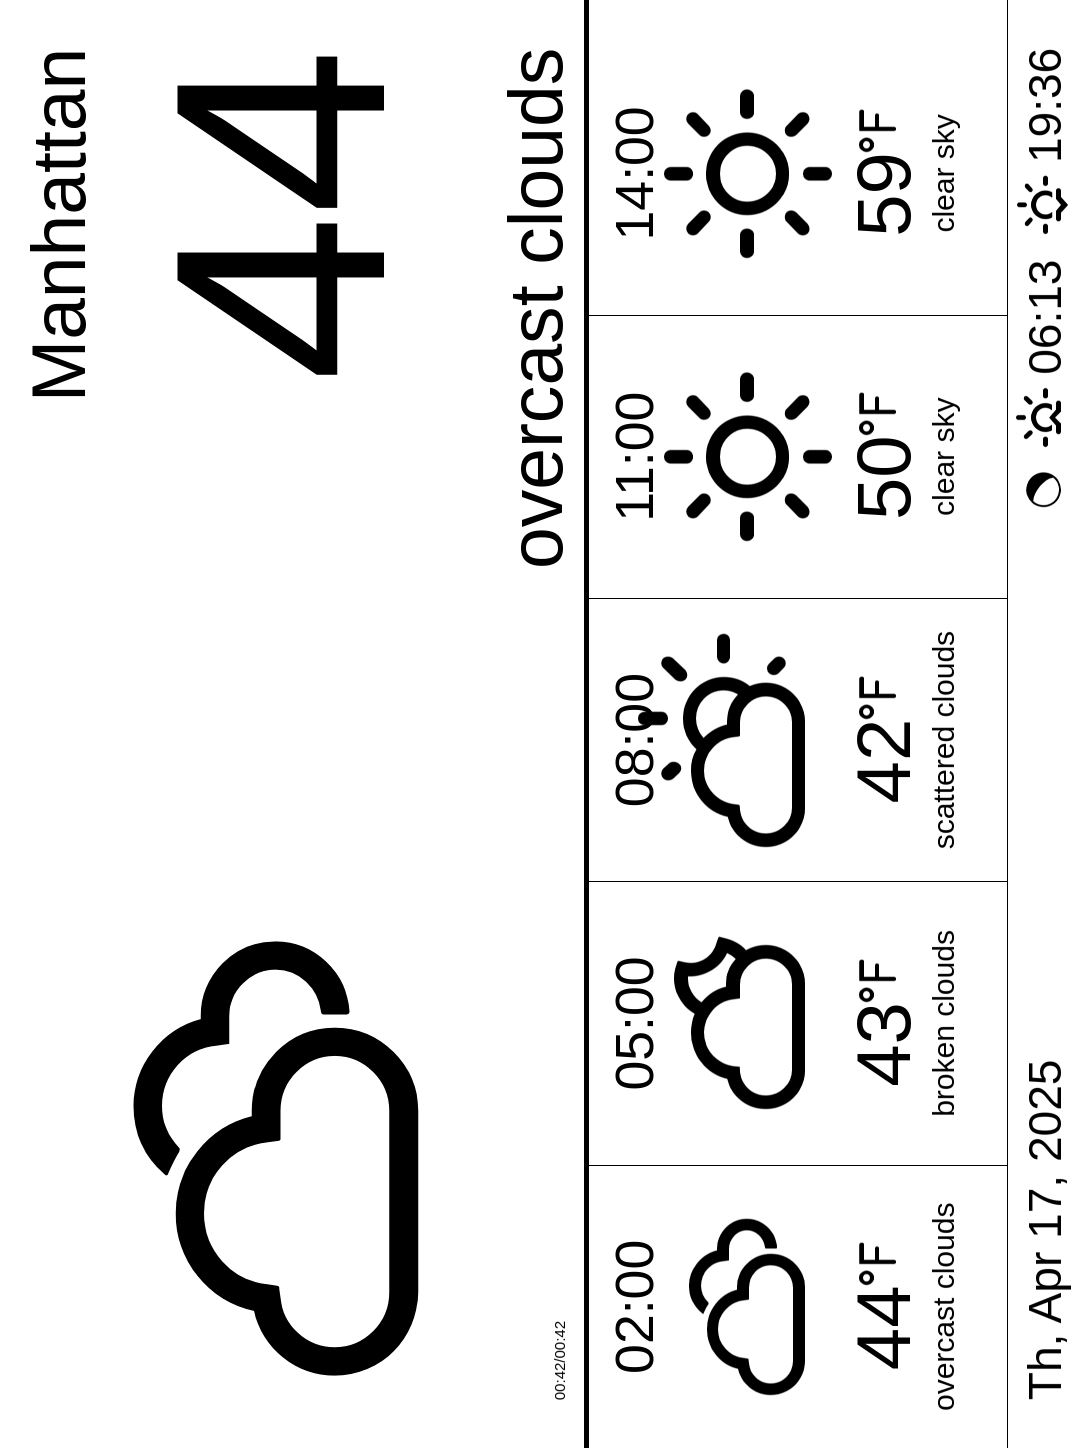 Manhattan
44
overcast clouds
00:42/00:42
02:00
44°F
overcast clouds
05:00
43°F
broken clouds
08:00
42°F
scattered clouds
11:00
50°F
clear sky
14:00
59°F
clear sky
Th, Apr 17, 2025
06:13
19:36